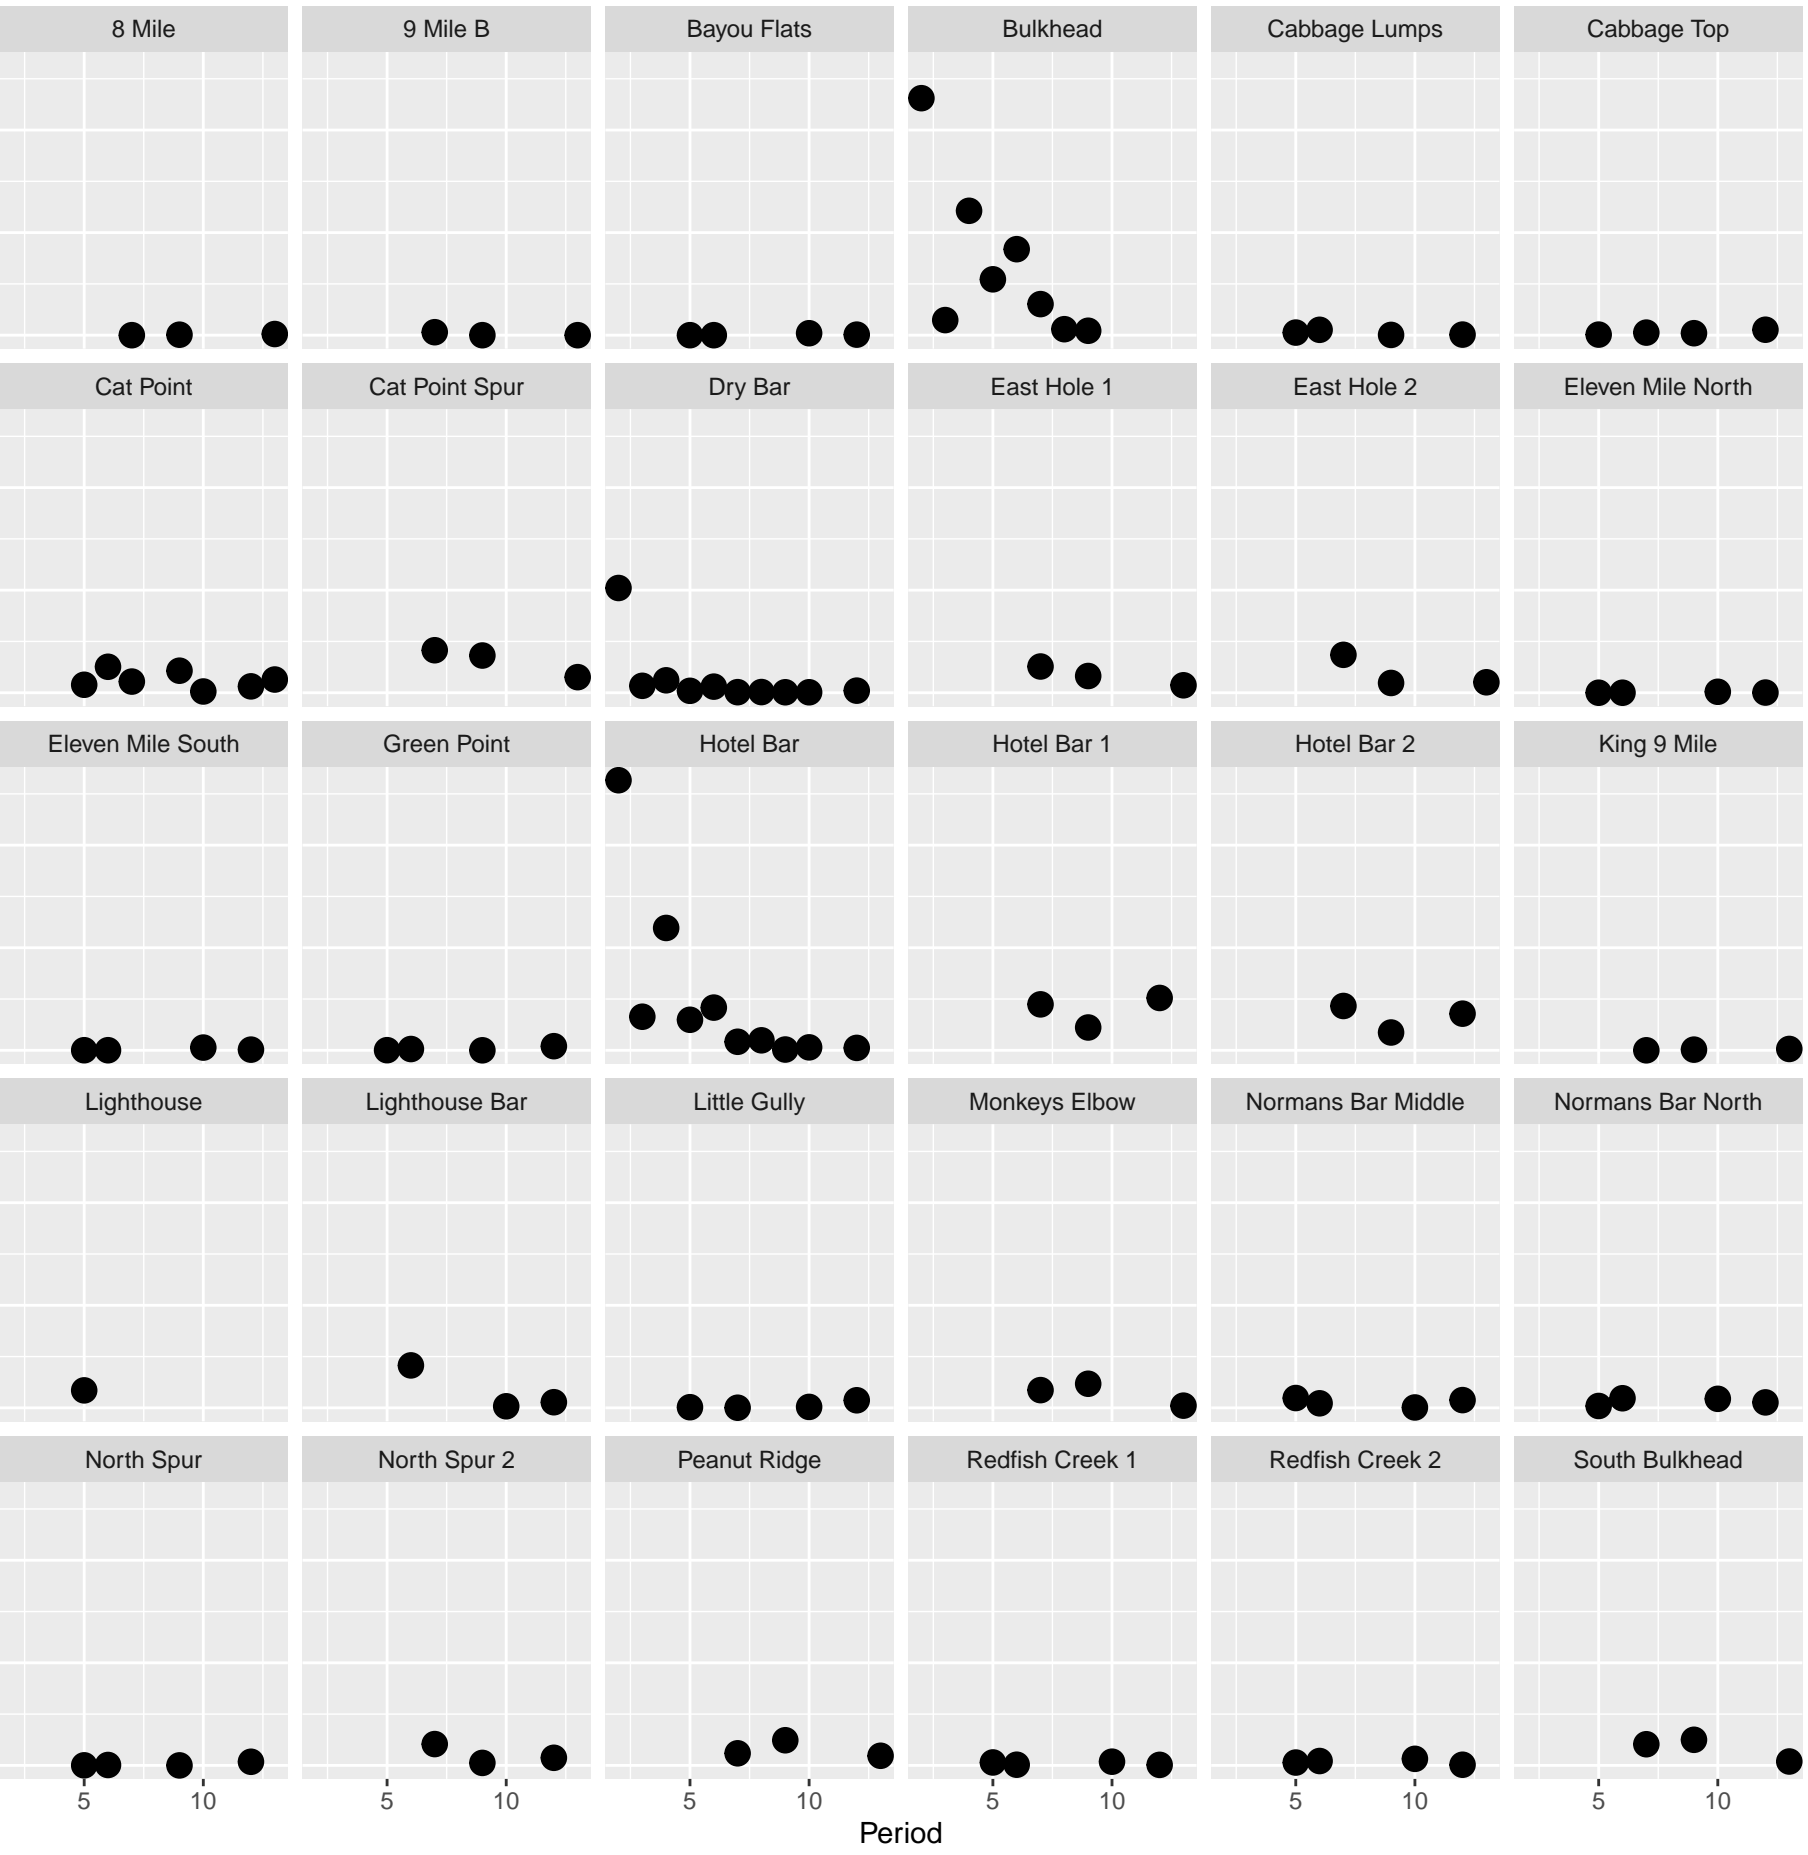 8 Mile 9 Mile B Bayou Flats Bulkhead Cabbage Lumps Cabbage Top
Cat Point Cat Point Spur Dry Bar East Hole 1 East Hole 2 Eleven Mile North
Eleven Mile South Green Point Hotel Bar Hotel Bar 1 Hotel Bar 2 King 9 Mile
Lighthouse Lighthouse Bar Little Gully Monkeys Elbow Normans Bar Middle Normans Bar North
North Spur North Spur 2 Peanut Ridge Redfish Creek 1 Redfish Creek 2 South Bulkhead
5 10 5 10 5 10 5 10 5 10 5 10
Period